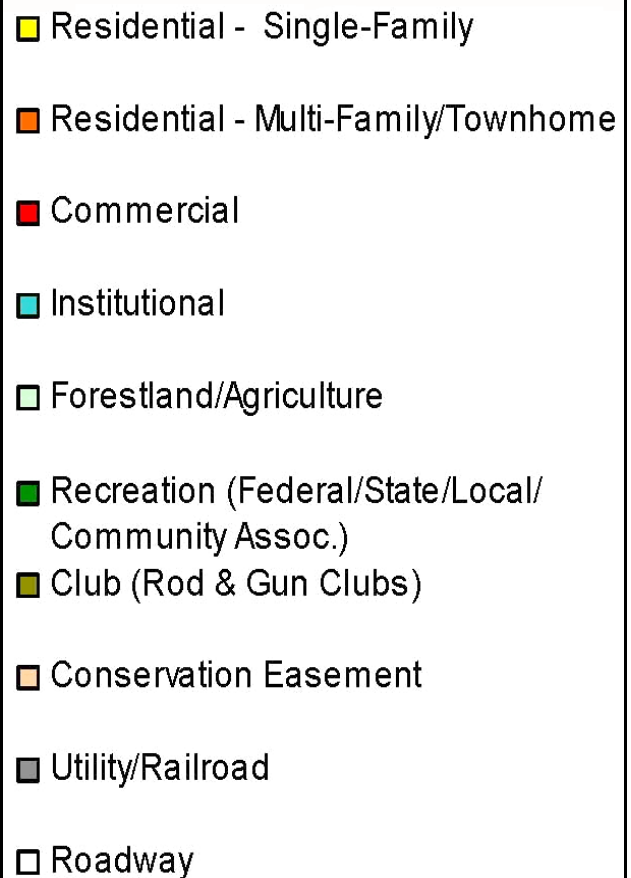 Residential - Single-Family
Residential - Multi-Family/Townhome
Commercial
Institutional
Forestland/Agriculture
Recreation (Federal/State/Local/
Community Assoc.)
Club (Rod & Gun Clubs)
Conservation Easement
Utility/Railroad
Roadway